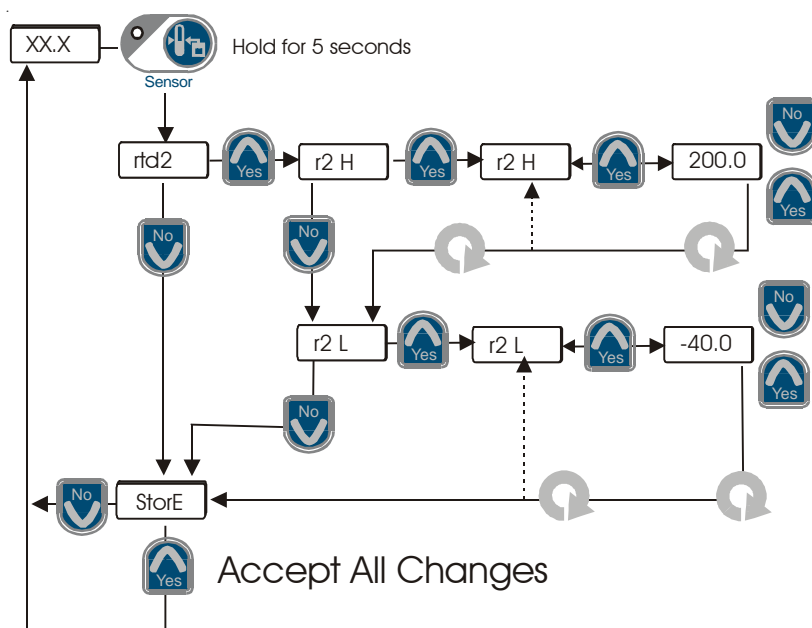 XX.X
Hold for 5 seconds
Sensor
rtd2
Yes
r2 H
Yes
r2 H
Yes
200.0
No
Yes
No
No
r2 L
Yes
r2 L
Yes
-40.0
No
Yes
No
No
StorE
Yes
Accept All Changes